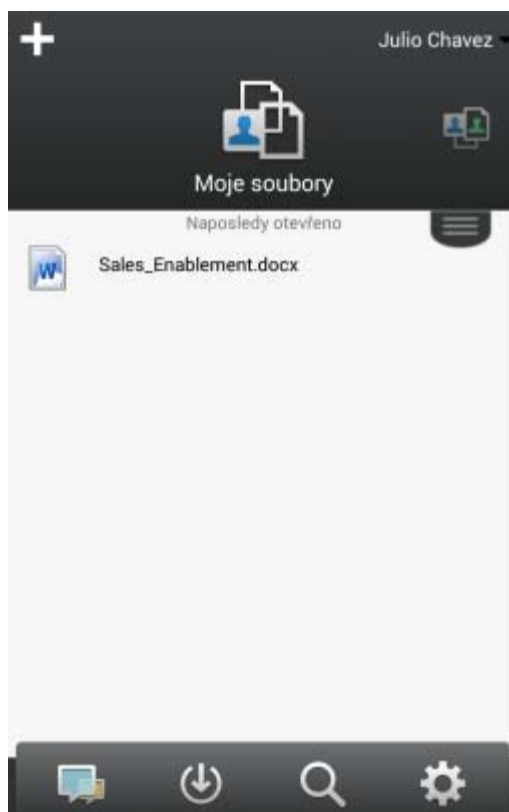 Julio Chavez
Moje soubory
Naposledy otevřeno
Sales_Enablement.docx